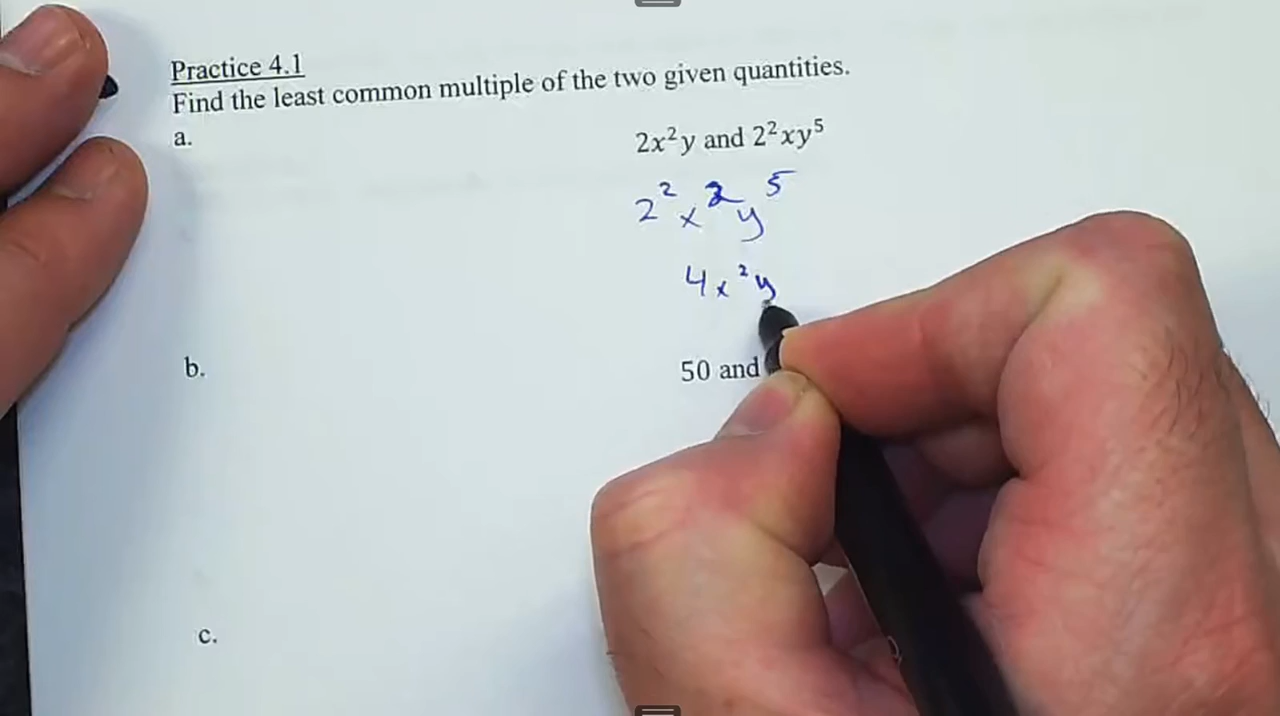 Practice 4.1
Find the least common multiple of the two given quantities.
a.
2x²y and 2²xy⁵
2²x²y⁵
4x²y
b.
50 and
c.